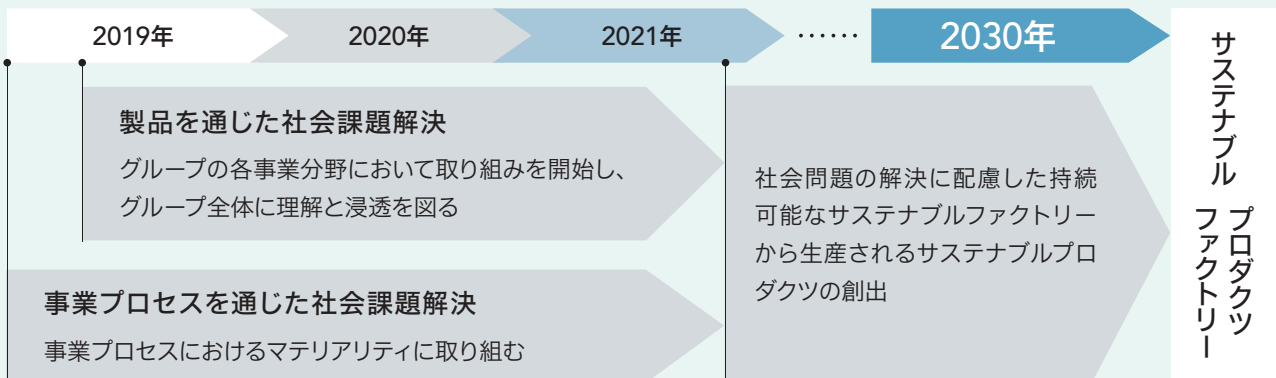 2019年
2020年
2021年
……
2030年
製品を通じた社会課題解決
グループの各事業分野において取り組みを開始し、
グループ全体に理解と浸透を図る
事業プロセスを通じた社会課題解決
事業プロセスにおけるマテリアリティに取り組む
社会問題の解決に配慮した持続
可能なサステナブルファクトリー
から生産されるサステナブルプロ
ダクツの創出
サステナブル
プロダクツ
ファクトリー